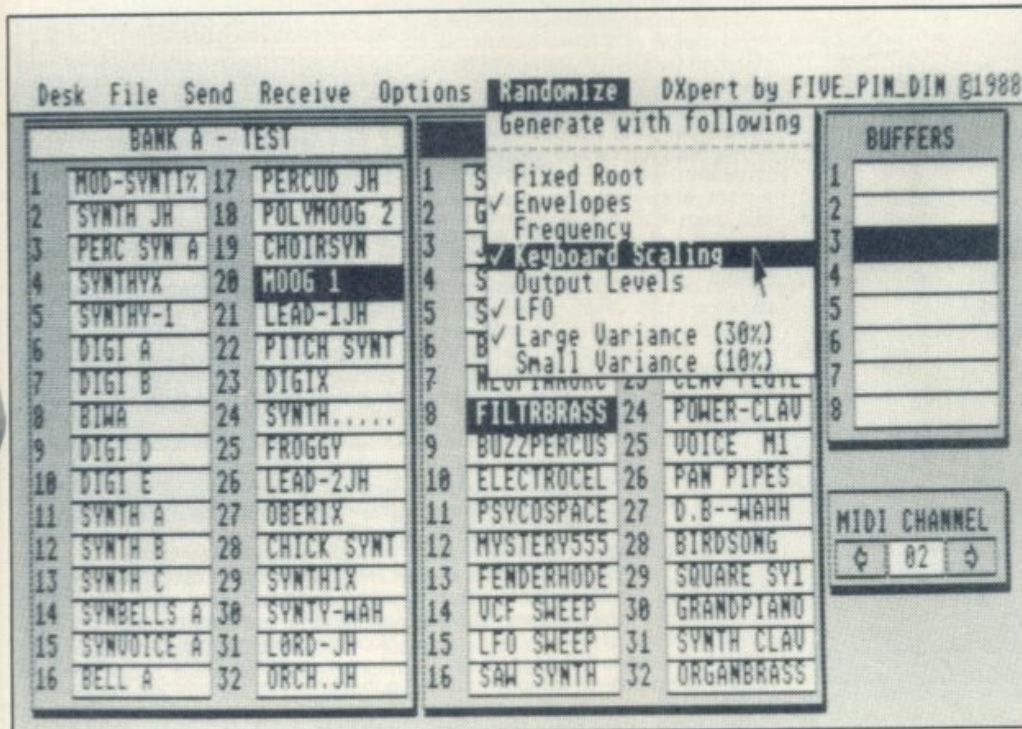 Desk File Send Receive Options Randomize DXpert by FIVE_PIN_DIN ©1988
BANK A - TEST
1 MOD-SYNTI% 17 PERCUD JH
2 SYNTH JH 18 POLYMOOG 2
3 PERC SYN A 19 CHOIRSYN
4 SYNTHYX 20 MOOG 1
5 SYNTHY-1 21 LEAD-1JH
6 DIGI A 22 PITCH SYNT
7 DIGI B 23 DIGIX
8 BIWA 24 SYNTH.....
9 DIGI D 25 FROGGY
10 DIGI E 26 LEAD-2JH
11 SYNTH A 27 OBERIX
12 SYNTH B 28 CHICK SYNT
13 SYNTH C 29 SYNTHIX
14 SYNBELLS A 30 SYNTY-WAH
15 SYNVOICE A 31 LØRD-JH
16 BELL A 32 ORCH.JH
Generate with following
Fixed Root
✓ Envelopes
Frequency
✓ Keyboard Scaling
Output Levels
✓ LFO
✓ Large Variance (30%)
Small Variance (10%)
1 S
2 G
3 J
4 S
5 S
6 B
7
8 FILTRBRASS 24 POWER-CLAV
9 BUZZPERCUS 25 VOICE M1
10 ELECTROCEL 26 PAN PIPES
11 PSYCOSPACE 27 D.B--WAHH
12 MYSTERY555 28 BIRDSONG
13 FENDERHODE 29 SQUARE SY1
14 VCF SWEEP 30 GRANDPIANO
15 LFO SWEEP 31 SYNTH CLAV
16 SAW SYNTH 32 ORGANBRASS
BUFFERS
1
2
3
4
5
6
7
8
MIDI CHANNEL
02